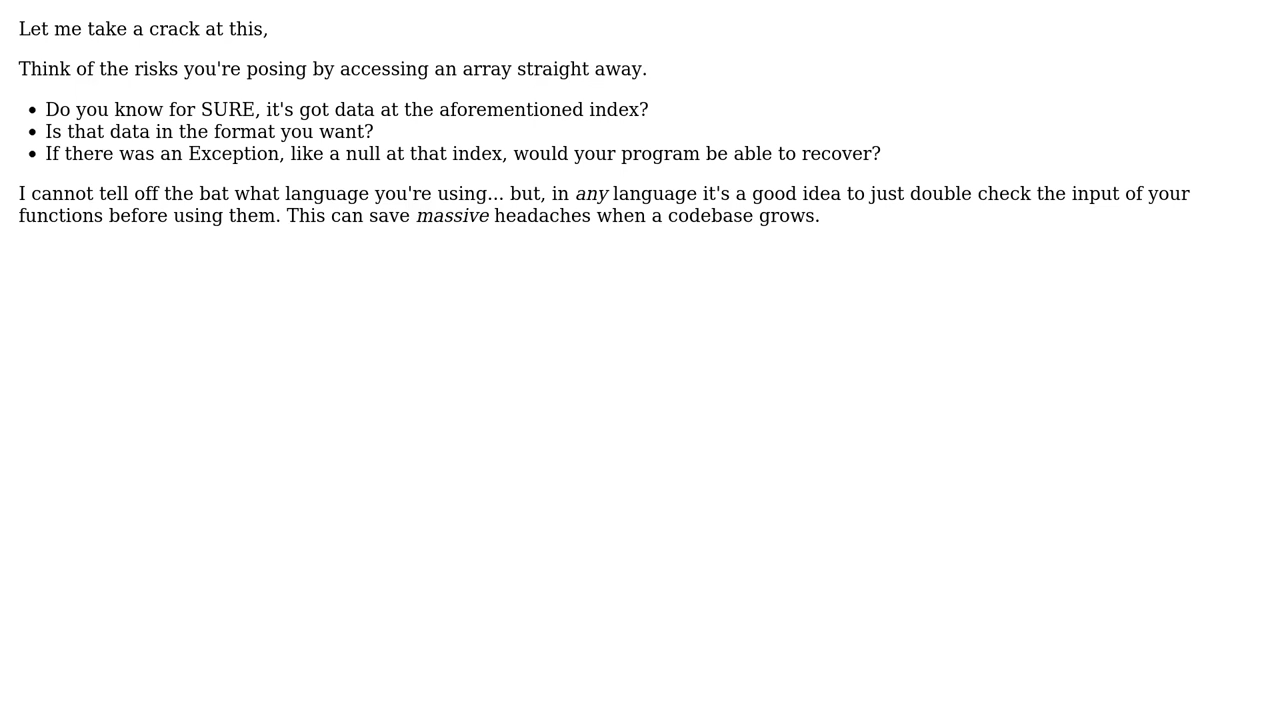 Let me take a crack at this,
Think of the risks you're posing by accessing an array straight away.
• Do you know for SURE, it's got data at the aforementioned index?
• Is that data in the format you want?
• If there was an Exception, like a null at that index, would your program be able to recover?
I cannot tell off the bat what language you're using... but, in any language it's a good idea to just double check the input of your
functions before using them. This can save massive headaches when a codebase grows.